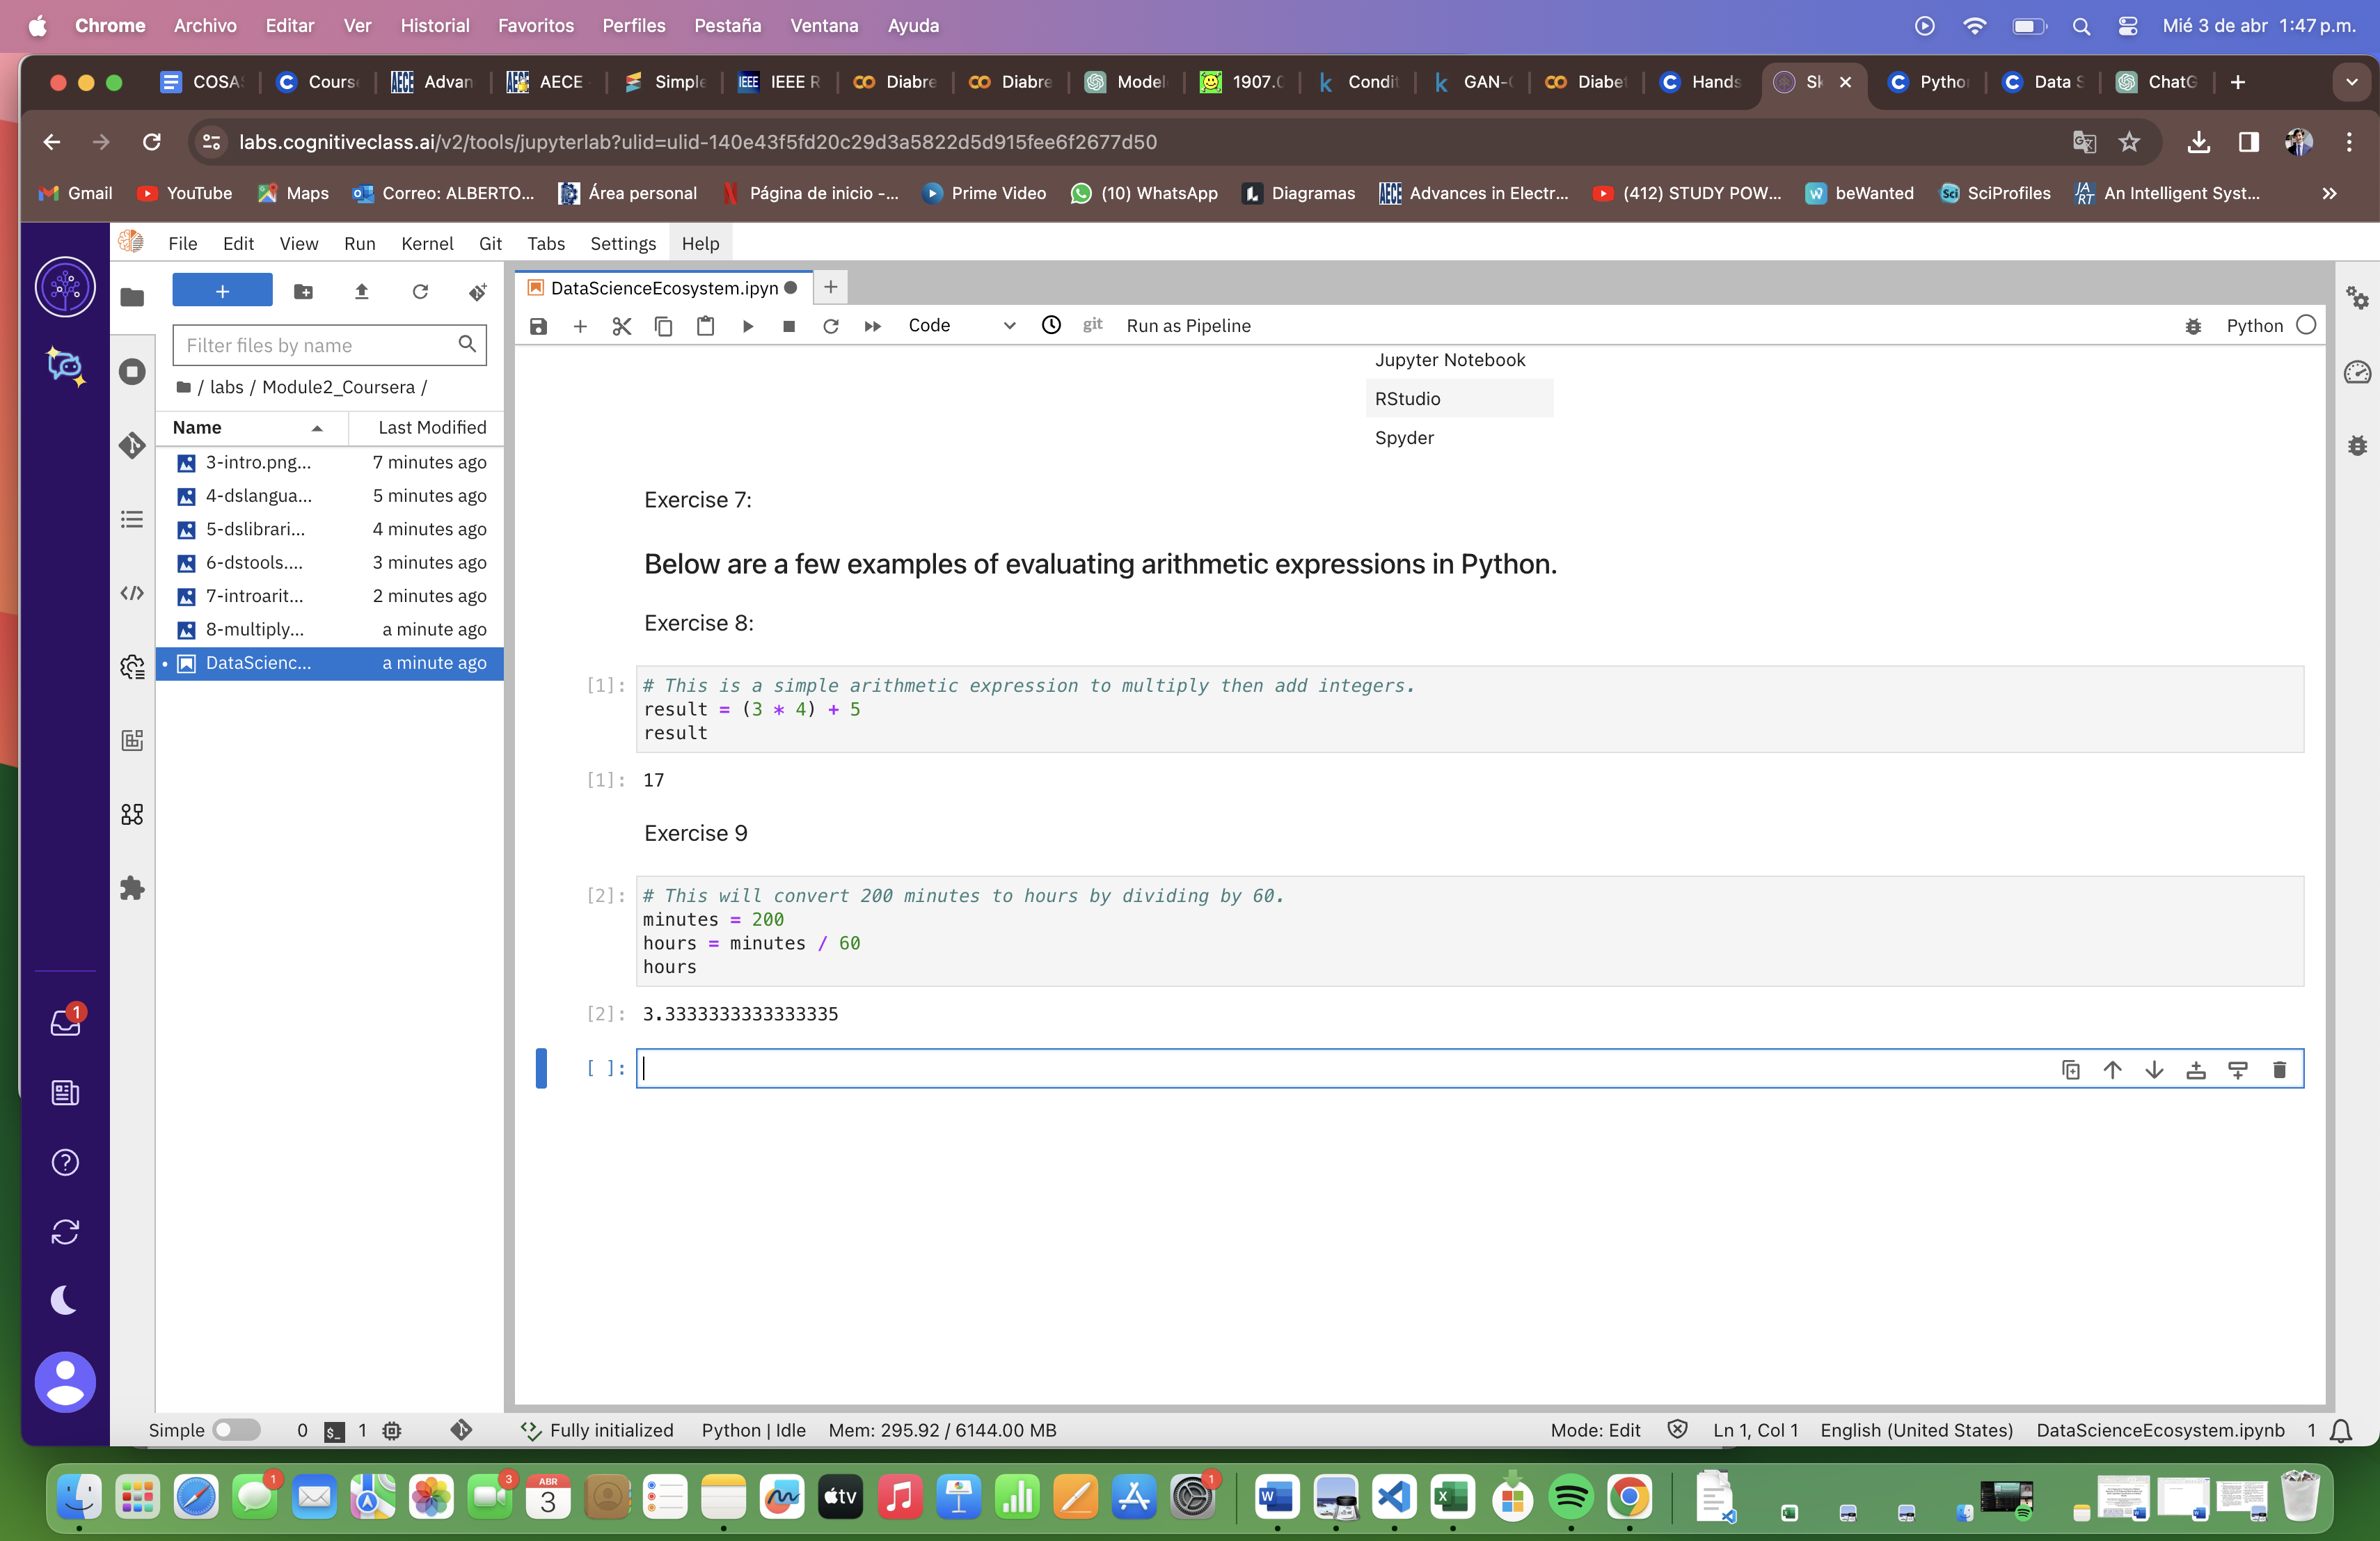 Chrome Archivo Editar Ver Historial Favoritos Perfiles Pestaña Ventana Ayuda
Mié 3 de abr 1:47 p.m.
COSA Cours Advan AECE Simple IEEE R Diabre Diabre Model 1907.0 Condit GAN- Diabet Hands Sk Pytho Data S ChatG
labs.cognitiveclass.ai/v2/tools/jupyterlab?ulid=ulid-140e43f5fd20c29d3a5822d5d915fee6f2677d50
Gmail YouTube Maps Correo: ALBERTO... Área personal Página de inicio -... Prime Video (10) WhatsApp Diagramas Advances in Electr... (412) STUDY POW... beWanted SciProfiles An Intelligent Syst...
File Edit View Run Kernel Git Tabs Settings Help
DataScienceEcosystem.ipyn
Code git Run as Pipeline Python
Filter files by name
/ labs / Module2_Coursera /
Name Last Modified
3-intro.png... 7 minutes ago
4-dslangua... 5 minutes ago
5-dslibrari... 4 minutes ago
6-dstools.... 3 minutes ago
7-introarit... 2 minutes ago
8-multiply... a minute ago
DataScienc... a minute ago
Jupyter Notebook
RStudio
Spyder
Exercise 7:
Below are a few examples of evaluating arithmetic expressions in Python.
Exercise 8:
[1]: # This is a simple arithmetic expression to multiply then add integers.
result = (3 * 4) + 5
result
[1]: 17
Exercise 9
[2]: # This will convert 200 minutes to hours by dividing by 60.
minutes = 200
hours = minutes / 60
hours
[2]: 3.3333333333333335
[ ]:
1
Simple 0 $_ 1 Fully initialized Python | Idle Mem: 295.92 / 6144.00 MB Mode: Edit Ln 1, Col 1 English (United States) DataScienceEcosystem.ipynb 1
1 3 ABR 3 tv 1